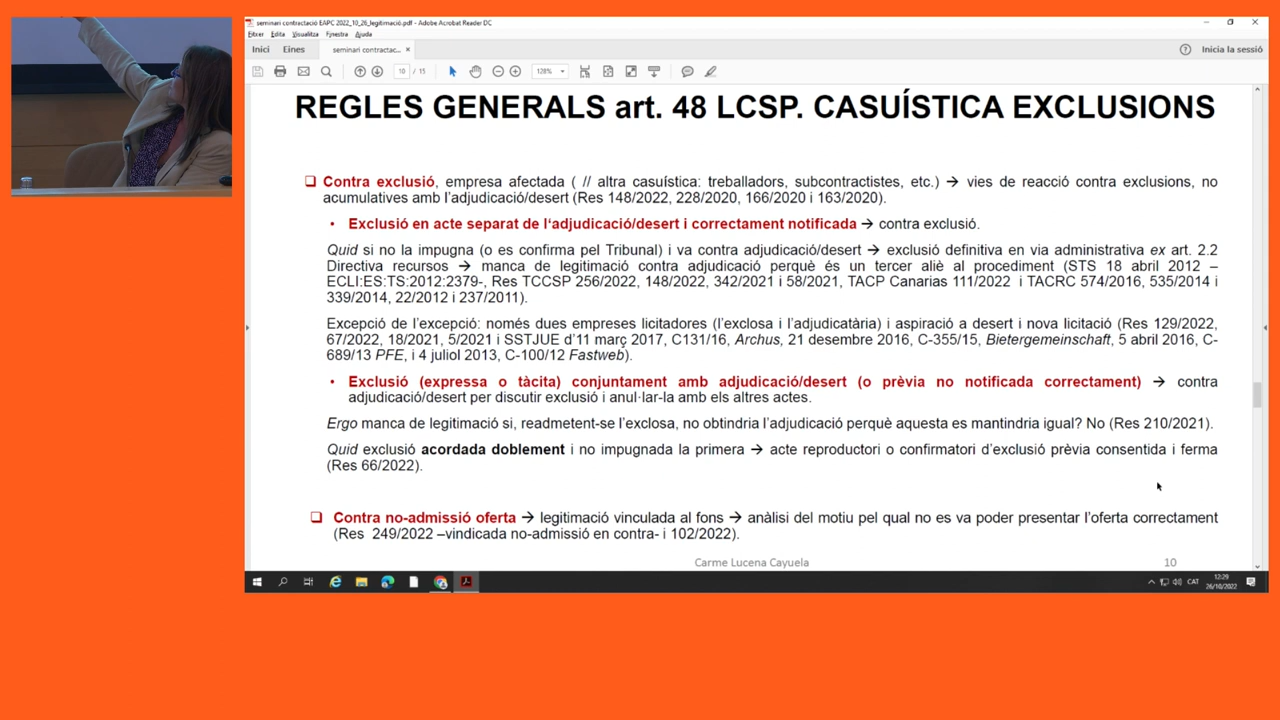 seminari contractació EAPC 2022_10_26_legitimació.pdf - Adobe Acrobat Reader DC
Fitxer Edita Visualitza Finestra Ajuda
Inici Eines seminari contractac... × Inicia la sessió
10 / 15 128%
REGLES GENERALS art. 48 LCSP. CASUÍSTICA EXCLUSIONS
❑ Contra exclusió, empresa afectada ( // altra casuística: treballadors, subcontractistes, etc.) → vies de reacció contra exclusions, no
acumulatives amb l’adjudicació/desert (Res 148/2022, 228/2020, 166/2020 i 163/2020).
• Exclusió en acte separat de l‘adjudicació/desert i correctament notificada → contra exclusió.
Quid si no la impugna (o es confirma pel Tribunal) i va contra adjudicació/desert → exclusió definitiva en via administrativa ex art. 2.2
Directiva recursos → manca de legitimació contra adjudicació perquè és un tercer aliè al procediment (STS 18 abril 2012 –
ECLI:ES:TS:2012:2379-, Res TCCSP 256/2022, 148/2022, 342/2021 i 58/2021, TACP Canarias 111/2022 i TACRC 574/2016, 535/2014 i
339/2014, 22/2012 i 237/2011).
Excepció de l’excepció: només dues empreses licitadores (l’exclosa i l’adjudicatària) i aspiració a desert i nova licitació (Res 129/2022,
67/2022, 18/2021, 5/2021 i SSTJUE d’11 març 2017, C131/16, Archus, 21 desembre 2016, C-355/15, Bietergemeinschaft, 5 abril 2016, C-
689/13 PFE, i 4 juliol 2013, C-100/12 Fastweb).
• Exclusió (expressa o tàcita) conjuntament amb adjudicació/desert (o prèvia no notificada correctament) → contra
adjudicació/desert per discutir exclusió i anul·lar-la amb els altres actes.
Ergo manca de legitimació si, readmetent-se l’exclosa, no obtindria l’adjudicació perquè aquesta es mantindria igual? No (Res 210/2021).
Quid exclusió acordada doblement i no impugnada la primera → acte reproductori o confirmatori d’exclusió prèvia consentida i ferma
(Res 66/2022).
❑ Contra no-admissió oferta → legitimació vinculada al fons → anàlisi del motiu pel qual no es va poder presentar l’oferta correctament
(Res 249/2022 –vindicada no-admissió en contra- i 102/2022).
Carme Lucena Cayuela 10
CAT 12:29
26/10/2022